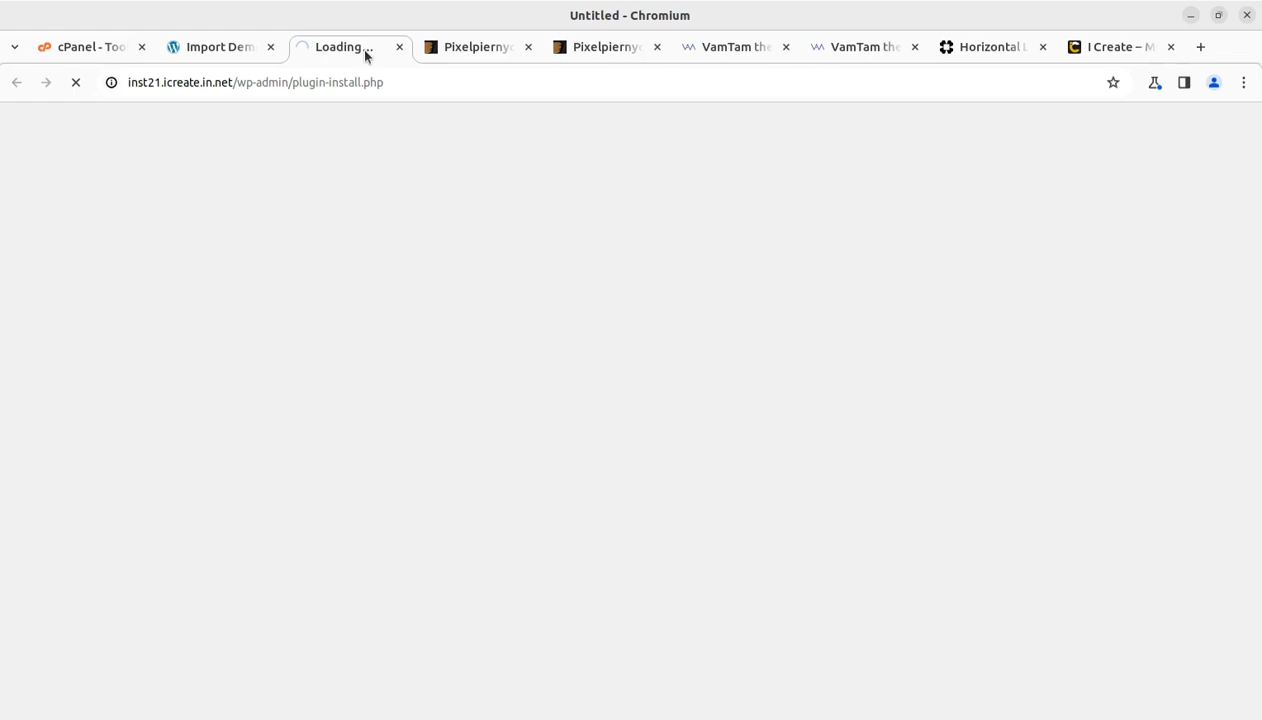 Untitled - Chromium
cPanel - Too
Import Dem
Loading...
Pixelpierny
Pixelpierny
VamTam the
VamTam the
Horizontal L
I Create – M
inst21.icreate.in.net/wp-admin/plugin-install.php